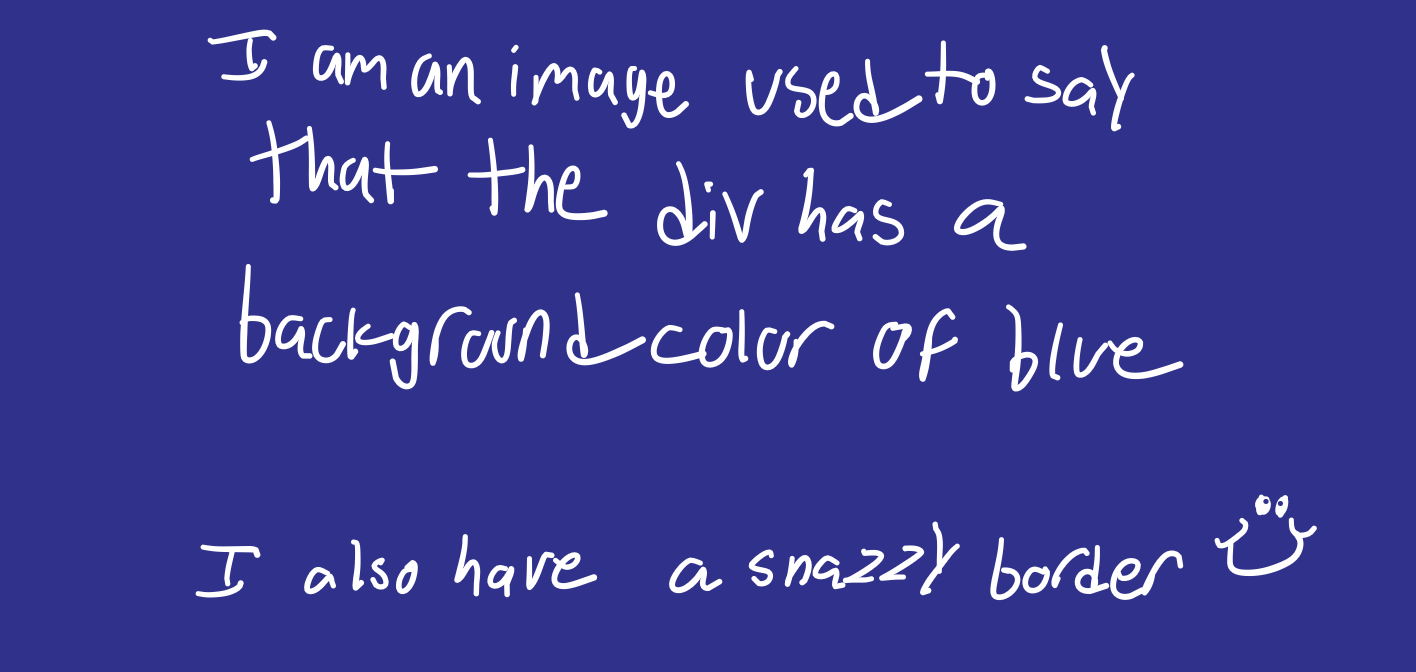 I am an image used to say
that the div has a
background color of blue
I also have a snazzy border